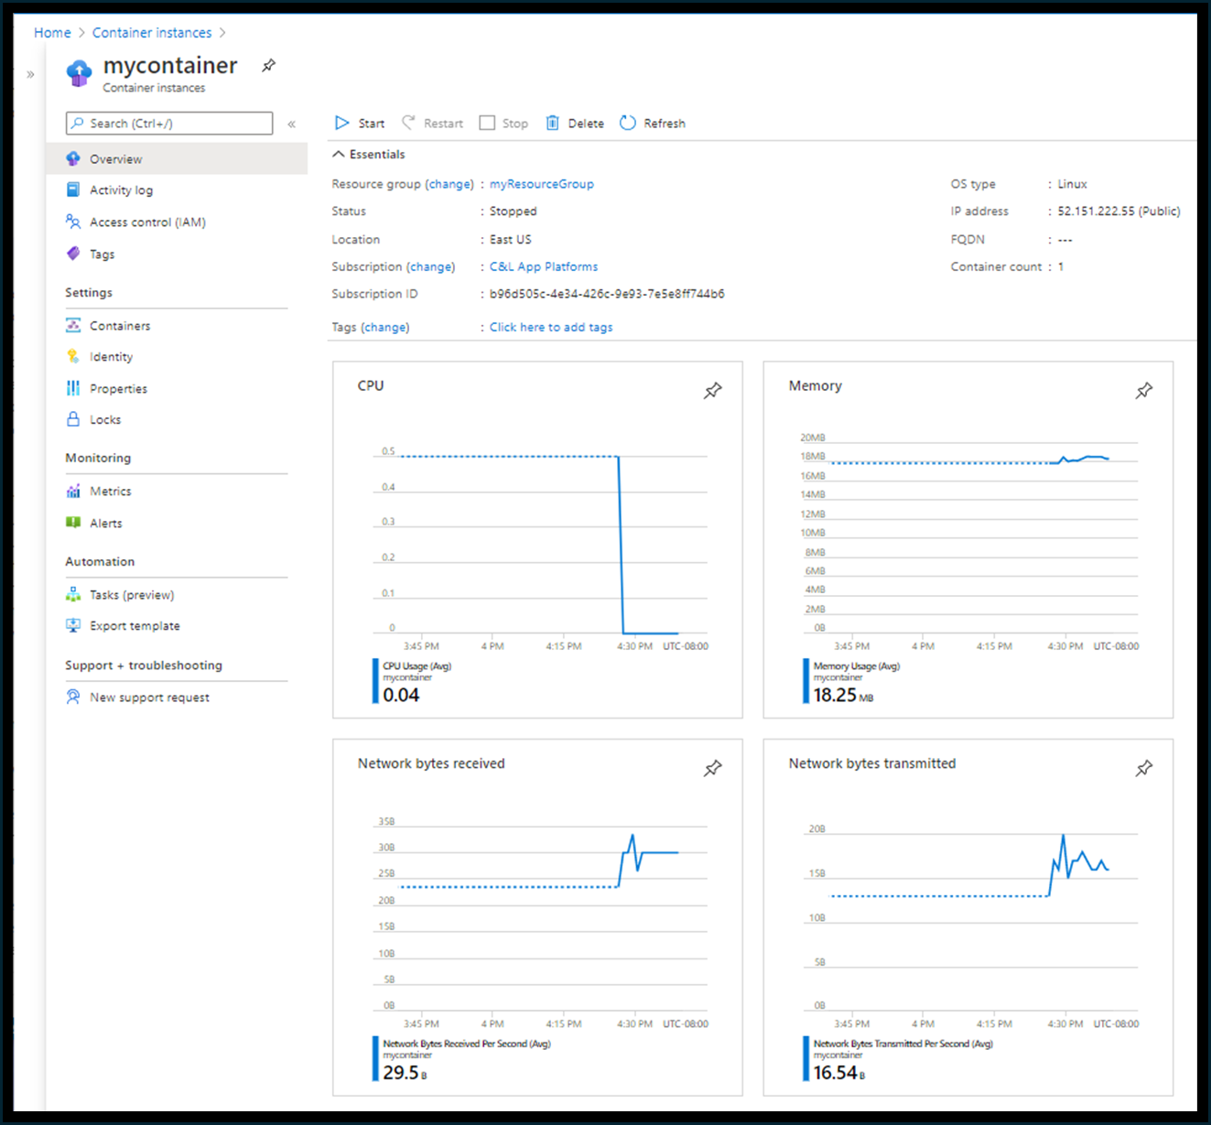 Home > Container instances >
»
mycontainer
Container instances
Search (Ctrl+/)
«
Overview
Activity log
Access control (IAM)
Tags
Settings
Containers
Identity
Properties
Locks
Monitoring
Metrics
Alerts
Automation
Tasks (preview)
Export template
Support + troubleshooting
New support request
Start Restart Stop Delete Refresh
Essentials
Resource group (change) : myResourceGroup
Status : Stopped
Location : East US
Subscription (change) : C&L App Platforms
Subscription ID : b96d505c-4e34-426c-9e93-7e5e8ff744b6
Tags (change) : Click here to add tags
OS type : Linux
IP address : 52.151.222.55 (Public)
FQDN : ---
Container count : 1
CPU
0.5
0.4
0.3
0.2
0.1
0
3:45 PM 4 PM 4:15 PM 4:30 PM UTC-08:00
CPU Usage (Avg)
mycontainer
0.04
Memory
20MB
18MB
16MB
14MB
12MB
10MB
8MB
6MB
4MB
2MB
0B
3:45 PM 4 PM 4:15 PM 4:30 PM UTC-08:00
Memory Usage (Avg)
mycontainer
18.25 MB
Network bytes received
35B
30B
25B
20B
15B
10B
5B
0B
3:45 PM 4 PM 4:15 PM 4:30 PM UTC-08:00
Network Bytes Received Per Second (Avg)
mycontainer
29.5 B
Network bytes transmitted
20B
15B
10B
5B
0B
3:45 PM 4 PM 4:15 PM 4:30 PM UTC-08:00
Network Bytes Transmitted Per Second (Avg)
mycontainer
16.54 B